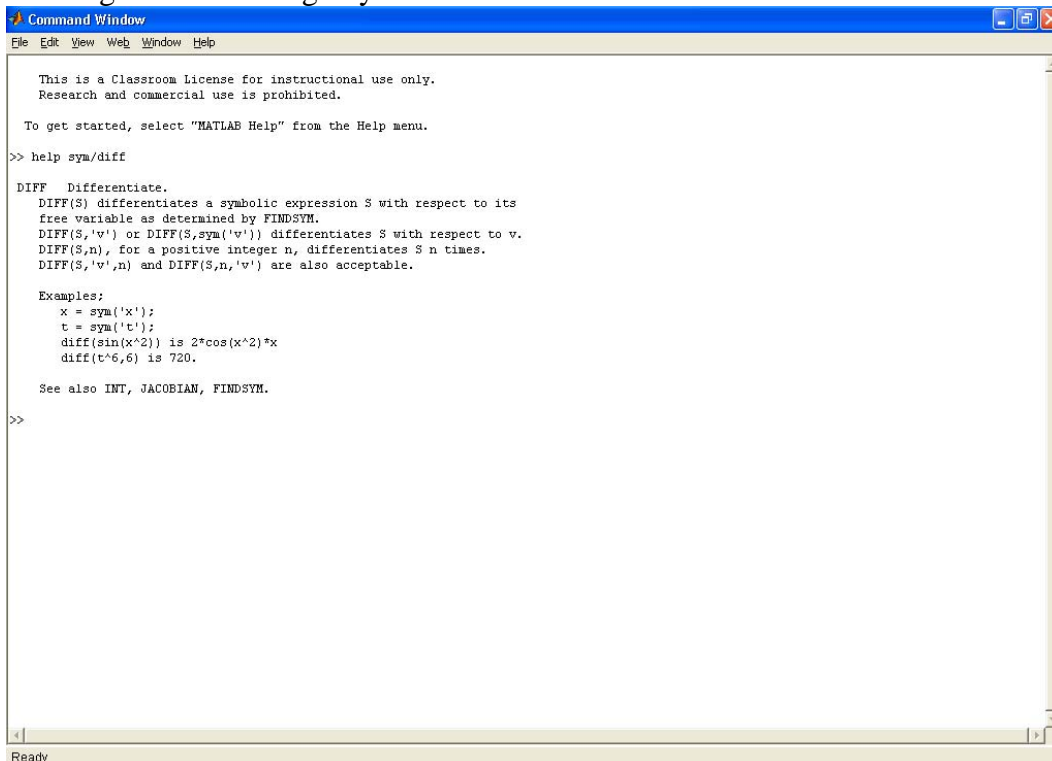 Command Window
File Edit View Web Window Help
This is a Classroom License for instructional use only.
Research and commercial use is prohibited.
To get started, select "MATLAB Help" from the Help menu.
>> help sym/diff
DIFF Differentiate.
DIFF(S) differentiates a symbolic expression S with respect to its
free variable as determined by FINDSYM.
DIFF(S,'v') or DIFF(S,sym('v')) differentiates S with respect to v.
DIFF(S,n), for a positive integer n, differentiates S n times.
DIFF(S,'v',n) and DIFF(S,n,'v') are also acceptable.
Examples;
x = sym('x');
t = sym('t');
diff(sin(x^2)) is 2*cos(x^2)*x
diff(t^6,6) is 720.
See also INT, JACOBIAN, FINDSYM.
>>
Ready